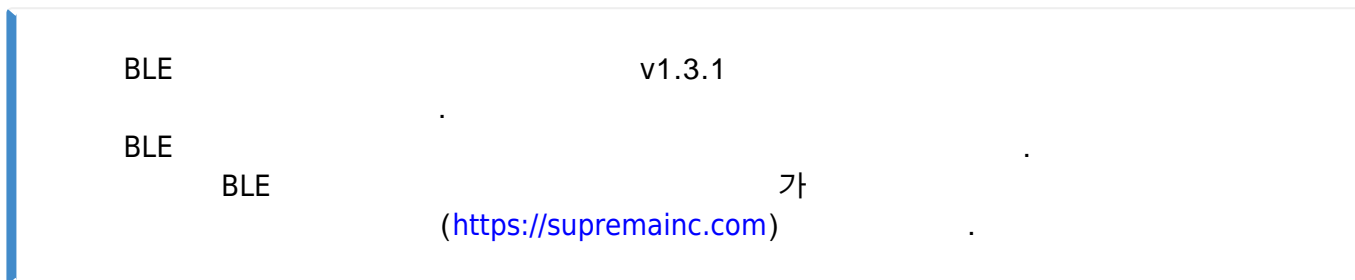 BLE v1.3.1
.
BLE .
BLE 가
(https://supremainc.com) .